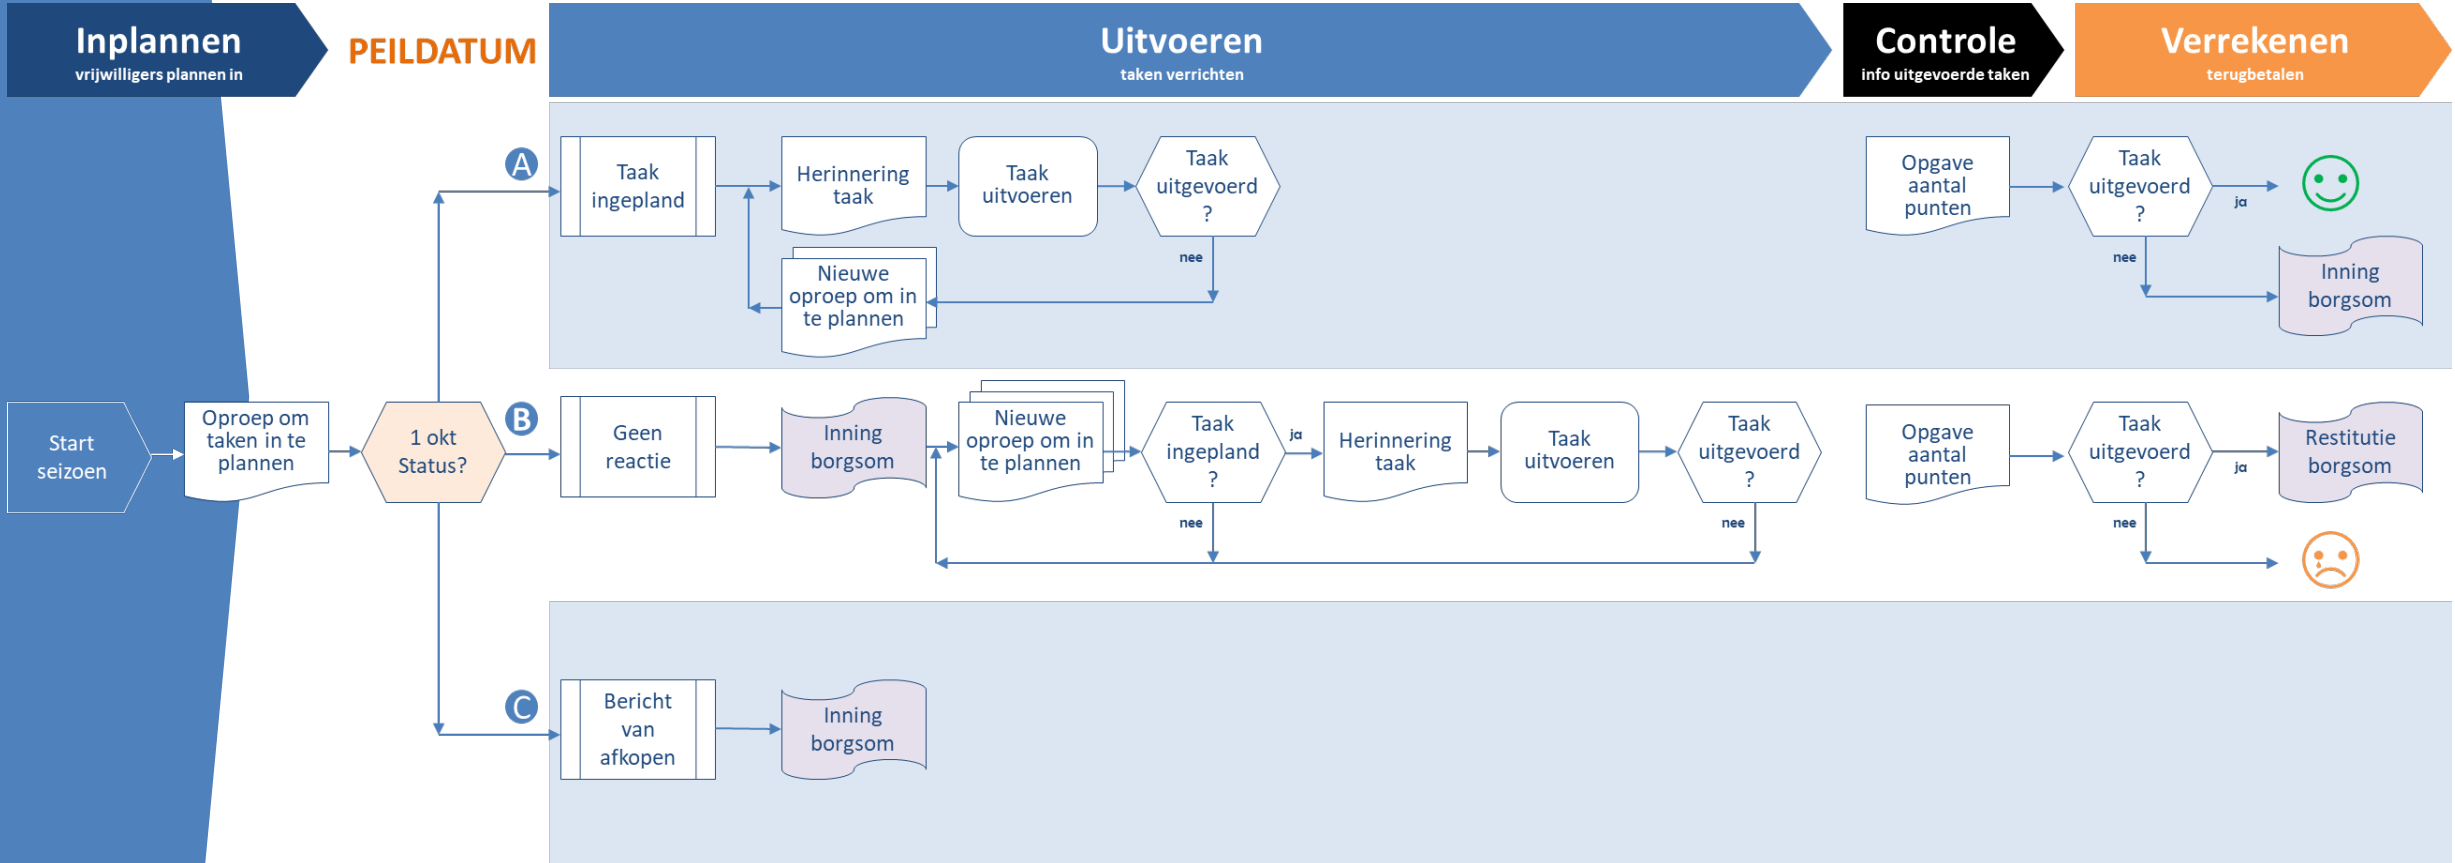 Inplannen
vrijwilligers plannen in
PEILDATUM
Uitvoeren
taken verrichten
Controle
info uitgevoerde taken
Verrekenen
terugbetalen
A
Taak
ingepland
Herinnering
taak
Taak
uitvoeren
Taak
uitgevoerd
?
nee
Nieuwe
oproep om in
te plannen
Opgave
aantal
punten
Taak
uitgevoerd
?
ja
nee
Inning
borgsom
Start
seizoen
Oproep om
taken in te
plannen
1 okt
Status?
B
Geen
reactie
Inning
borgsom
Nieuwe
oproep om in
te plannen
Taak
ingepland
?
ja
nee
Herinnering
taak
Taak
uitvoeren
Taak
uitgevoerd
?
nee
Opgave
aantal
punten
Taak
uitgevoerd
?
ja
nee
Restitutie
borgsom
C
Bericht
van
afkopen
Inning
borgsom